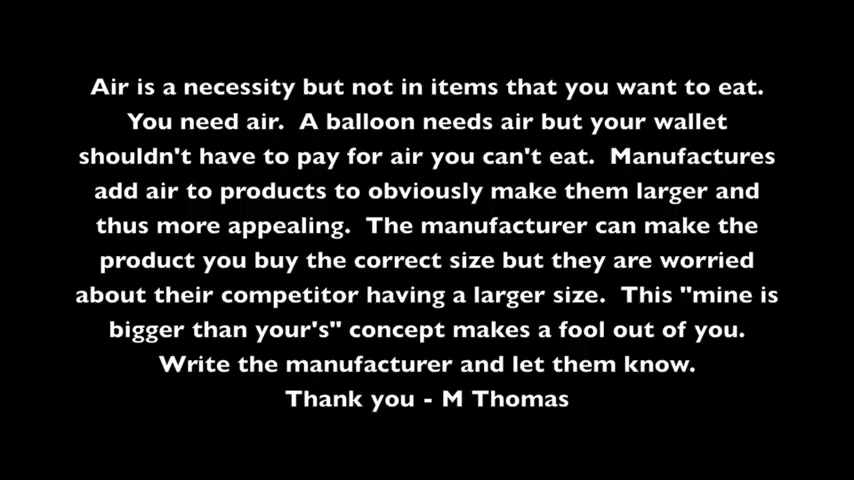 Air is a necessity but not in items that you want to eat.
You need air.  A balloon needs air but your wallet
shouldn't have to pay for air you can't eat.  Manufactures
add air to products to obviously make them larger and
thus more appealing.  The manufacturer can make the
product you buy the correct size but they are worried
about their competitor having a larger size.  This "mine is
bigger than your's" concept makes a fool out of you.
Write the manufacturer and let them know.
Thank you - M Thomas